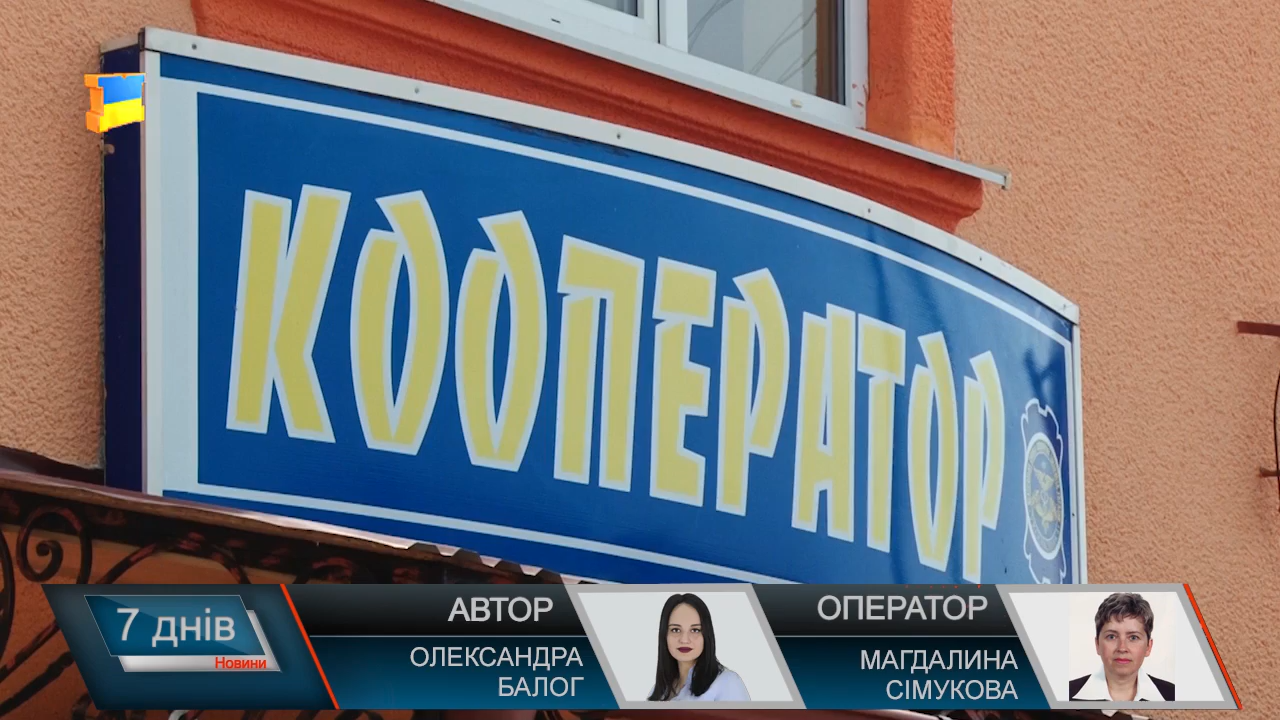 КООПЕРАТОР
7 днів
Новини
АВТОР
ОЛЕКСАНДРА
БАЛОГ
ОПЕРАТОР
МАГДАЛИНА
СІМУКОВА